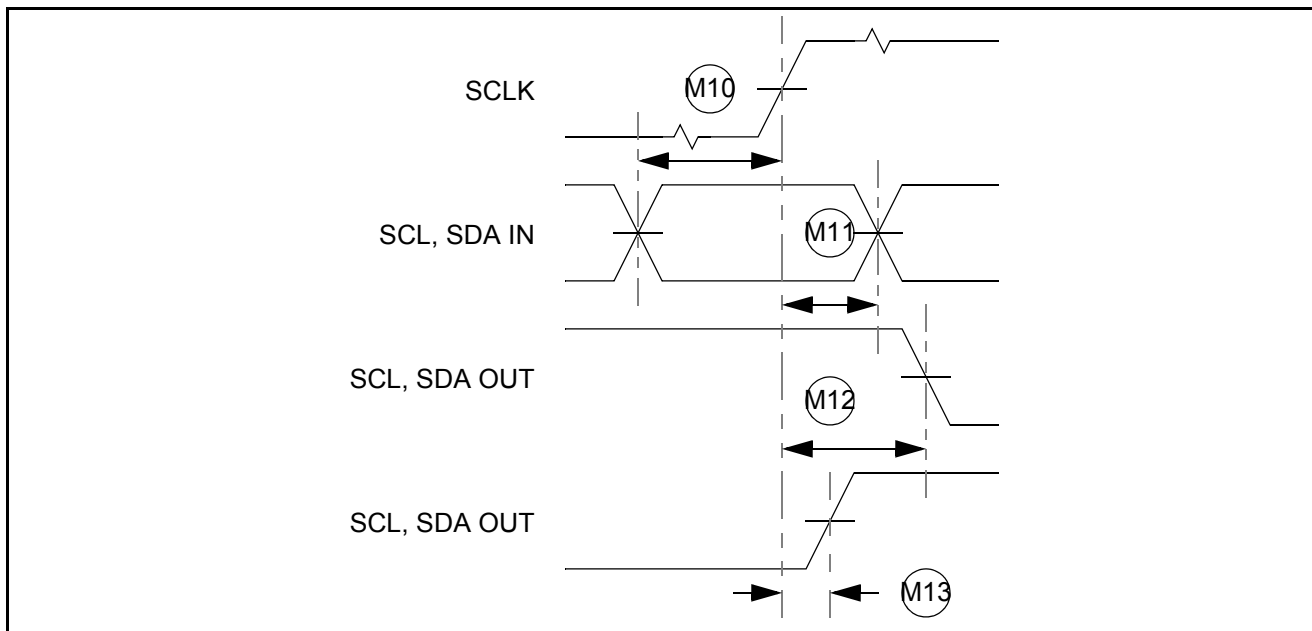 SCLK
M10
SCL, SDA IN
M11
SCL, SDA OUT
M12
SCL, SDA OUT
M13